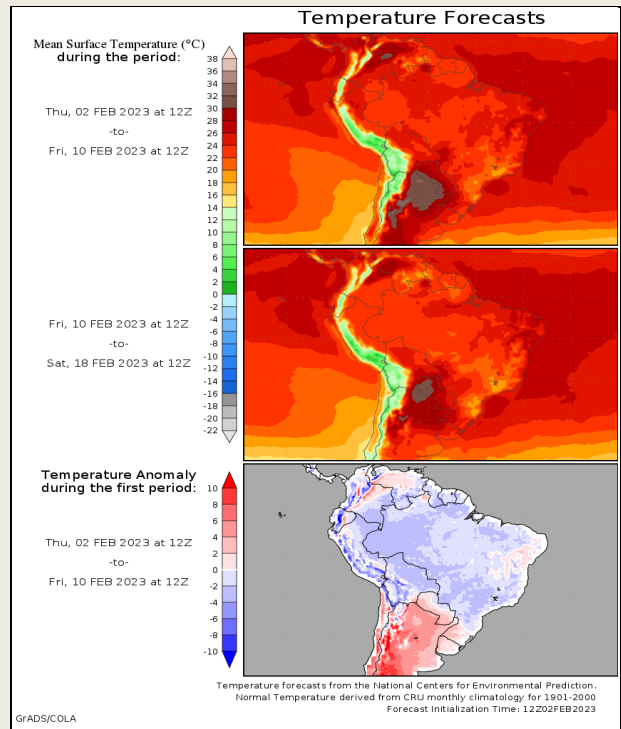 Temperature Forecasts
Mean Surface Temperature (°C)
during the period:
Thu, 02 FEB 2023 at 12Z
-to-
Fri, 10 FEB 2023 at 12Z
38
36
34
32
30
28
26
24
22
20
18
16
14
12
10
8
6
4
2
0
-2
-4
-6
-8
-10
-12
-14
-16
-18
-20
-22
Fri, 10 FEB 2023 at 12Z
-to-
Sat, 18 FEB 2023 at 12Z
Temperature Anomaly
during the first period:
Thu, 02 FEB 2023 at 12Z
-to-
Fri, 10 FEB 2023 at 12Z
10
8
6
4
2
0
-2
-4
-6
-8
-10
Temperature forecasts from the National Centers for Environmental Prediction.
Normal Temperature derived from CRU monthly climatology for 1901-2000
Forecast Initialization Time: 12Z02FEB2023
GrADS/COLA